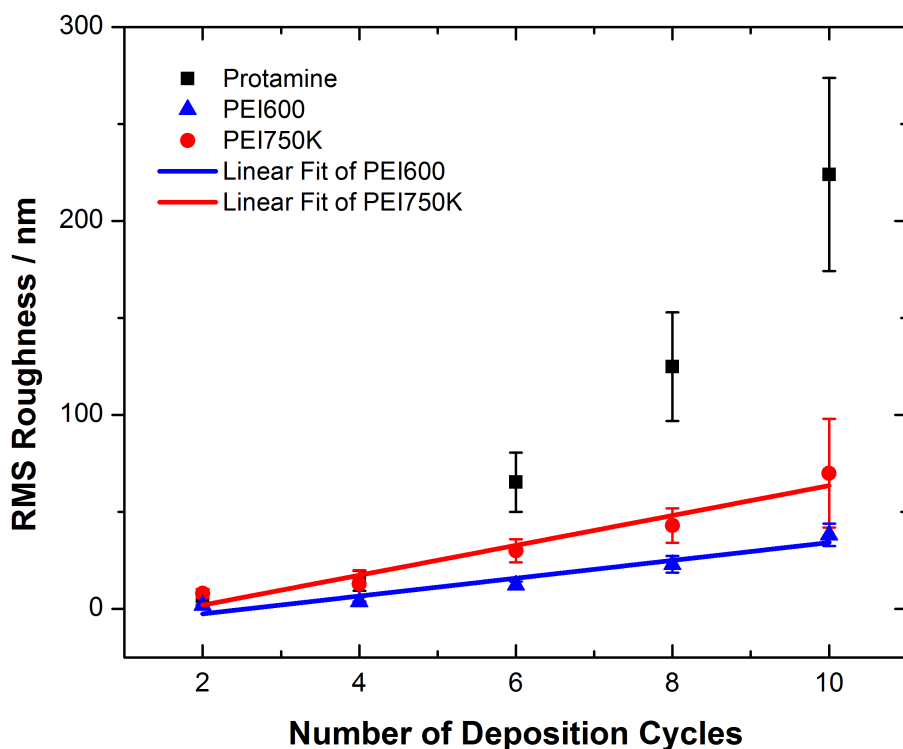 300
200
100
0
RMS Roughness / nm
Protamine
PEI600
PEI750K
Linear Fit of PEI600
Linear Fit of PEI750K
2 4 6 8 10
Number of Deposition Cycles